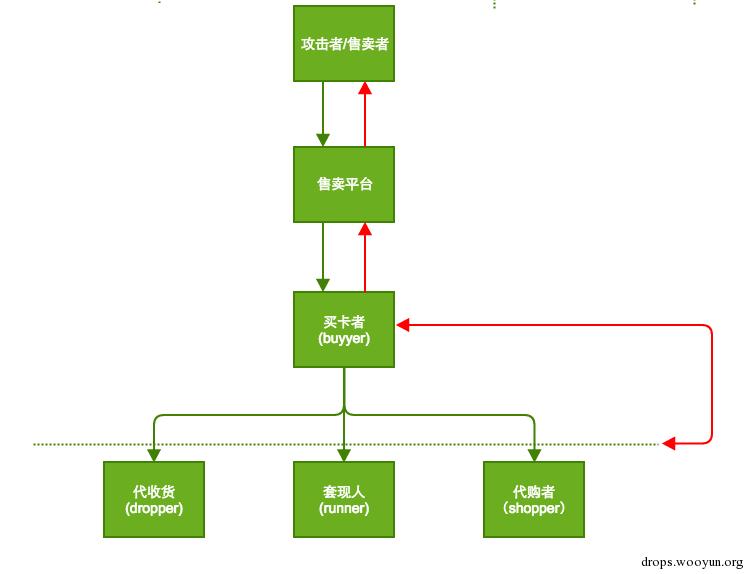 攻击者/售卖者
售卖平台
买卡者
(buyyer)
代收货
(dropper)
套现人
(runner)
代购者
（shopper）
drops.wooyun.org